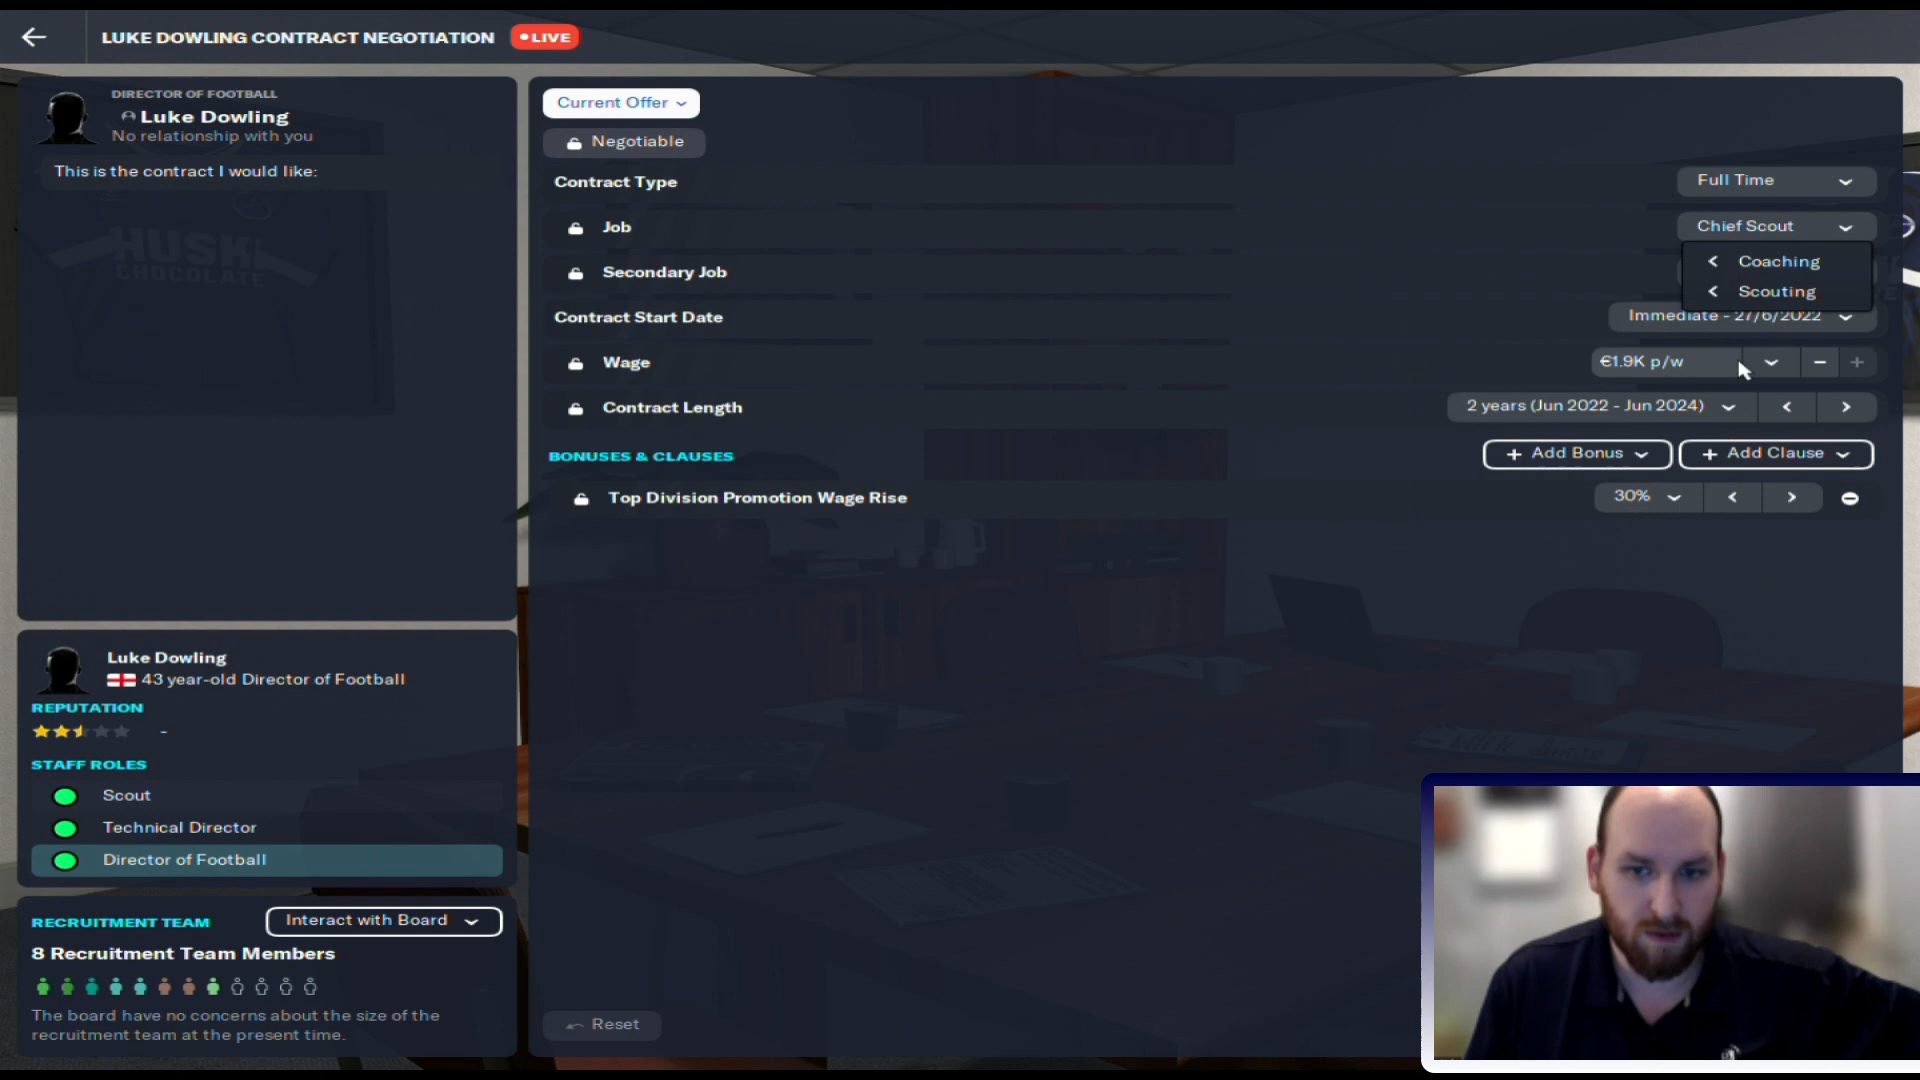 LUKE DOWLING CONTRACT NEGOTIATION
LIVE
DIRECTOR OF FOOTBALL
Luke Dowling
No relationship with you
This is the contract I would like:
HUSKI
CHOCOLATE
Current Offer
Negotiable
Contract Type
Full Time
Job
Chief Scout
Coaching
Scouting
Secondary Job
Contract Start Date
Immediate - 27/6/2022
Wage
€1.9K p/w
Contract Length
2 years (Jun 2022 - Jun 2024)
BONUSES & CLAUSES
+ Add Bonus
+ Add Clause
Top Division Promotion Wage Rise
30%
Luke Dowling
43 year-old Director of Football
REPUTATION
-
STAFF ROLES
Scout
Technical Director
Director of Football
RECRUITMENT TEAM
Interact with Board
8 Recruitment Team Members
The board have no concerns about the size of the
recruitment team at the present time.
Reset